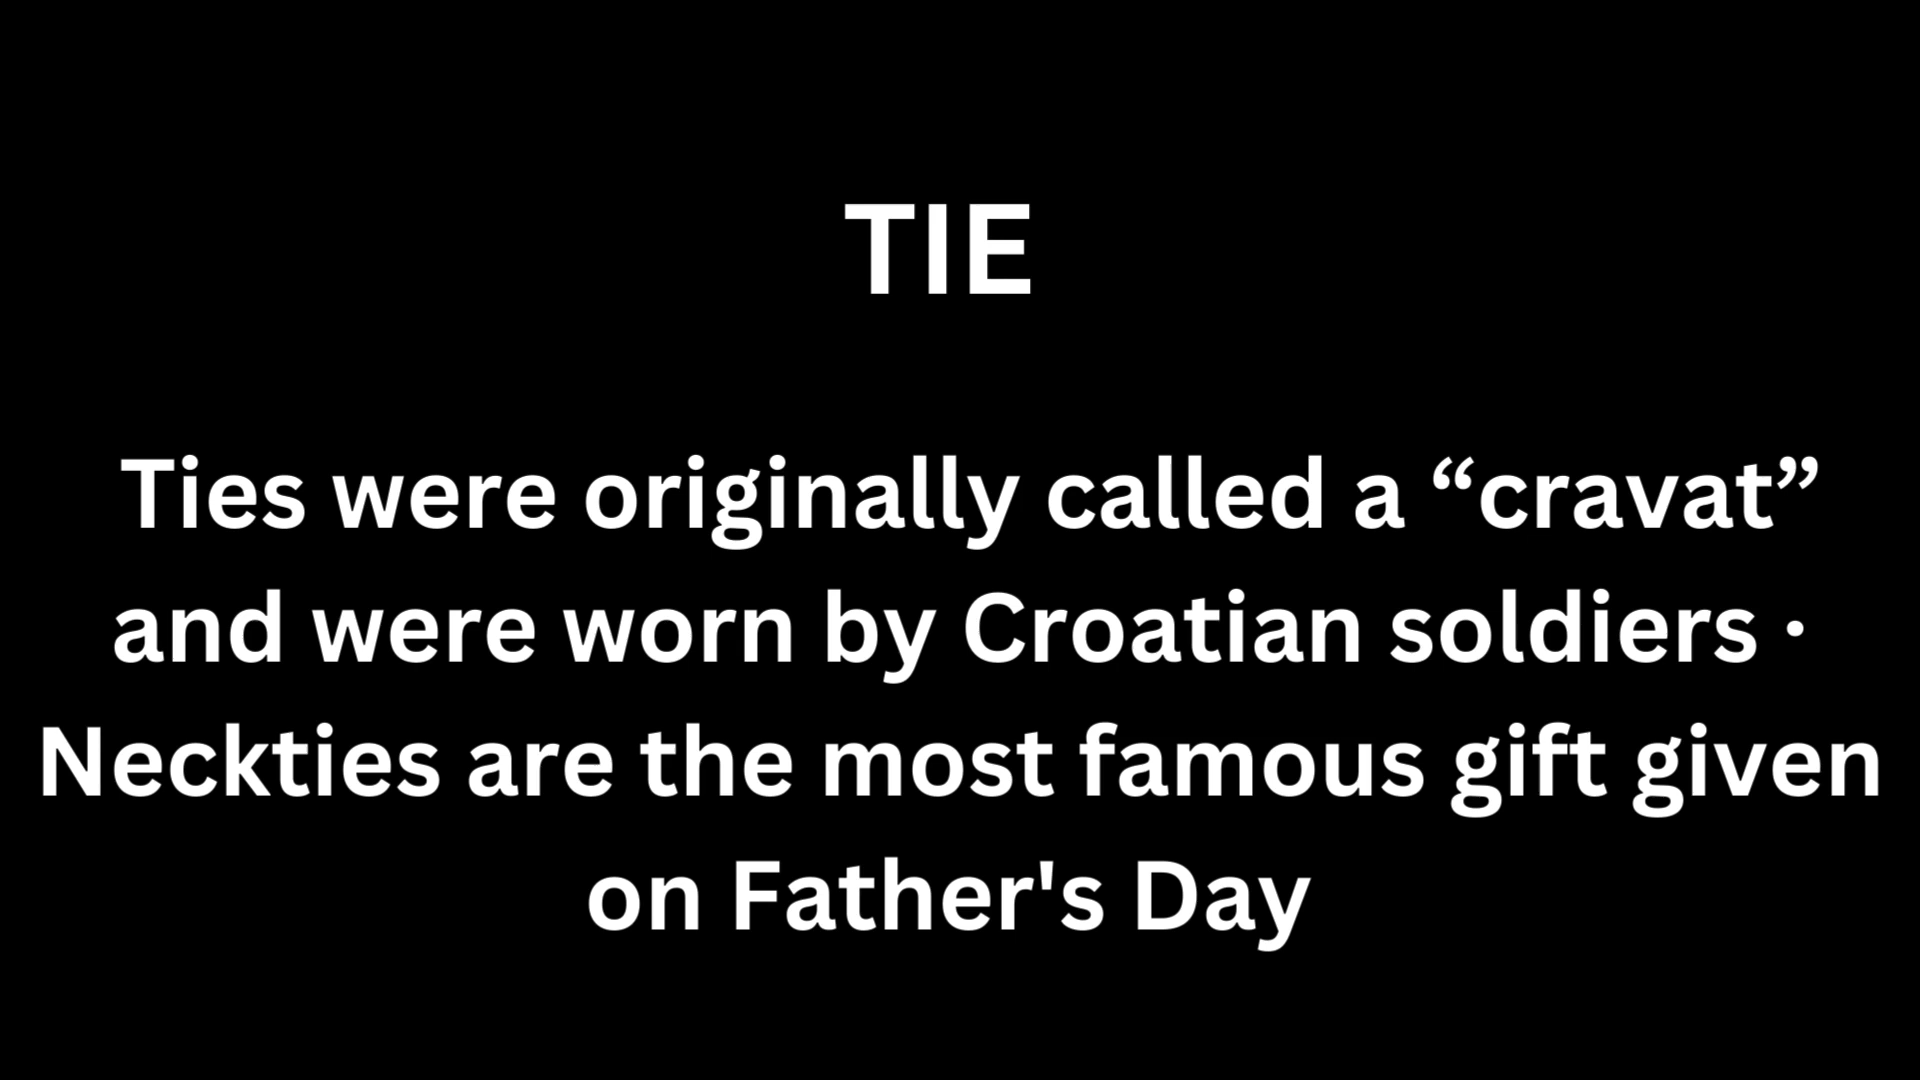 TIE
Ties were originally called a “cravat”
and were worn by Croatian soldiers ·
Neckties are the most famous gift given
on Father's Day